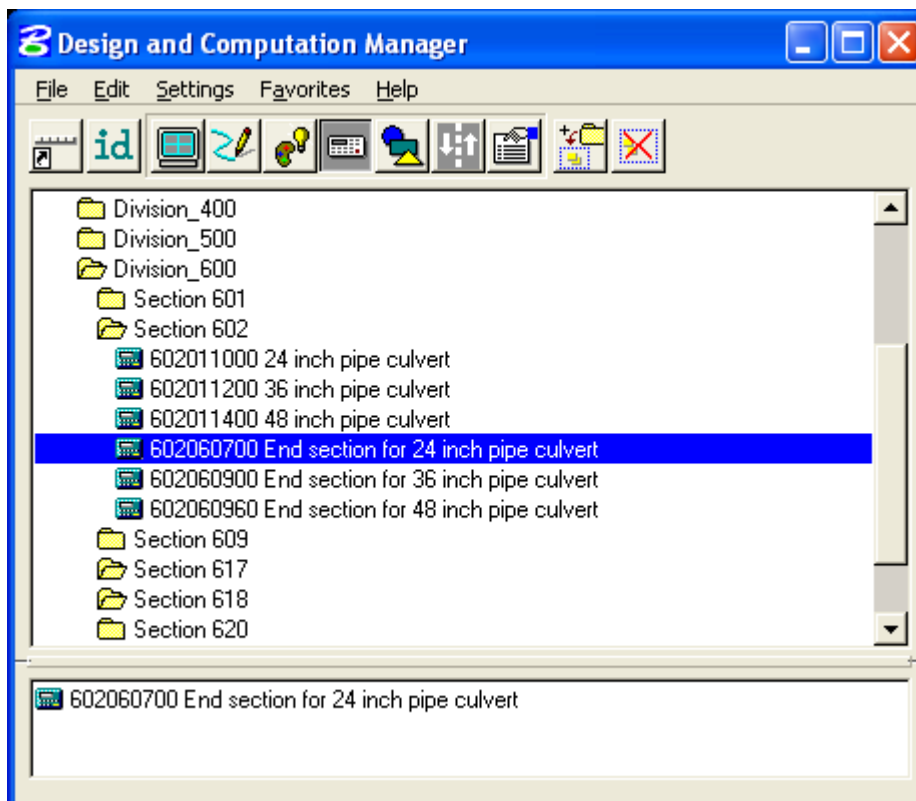 Design and Computation Manager
File Edit Settings Favorites Help
id
Division_400
Division_500
Division_600
Section 601
Section 602
602011000 24 inch pipe culvert
602011200 36 inch pipe culvert
602011400 48 inch pipe culvert
602060700 End section for 24 inch pipe culvert
602060900 End section for 36 inch pipe culvert
602060960 End section for 48 inch pipe culvert
Section 609
Section 617
Section 618
Section 620
602060700 End section for 24 inch pipe culvert